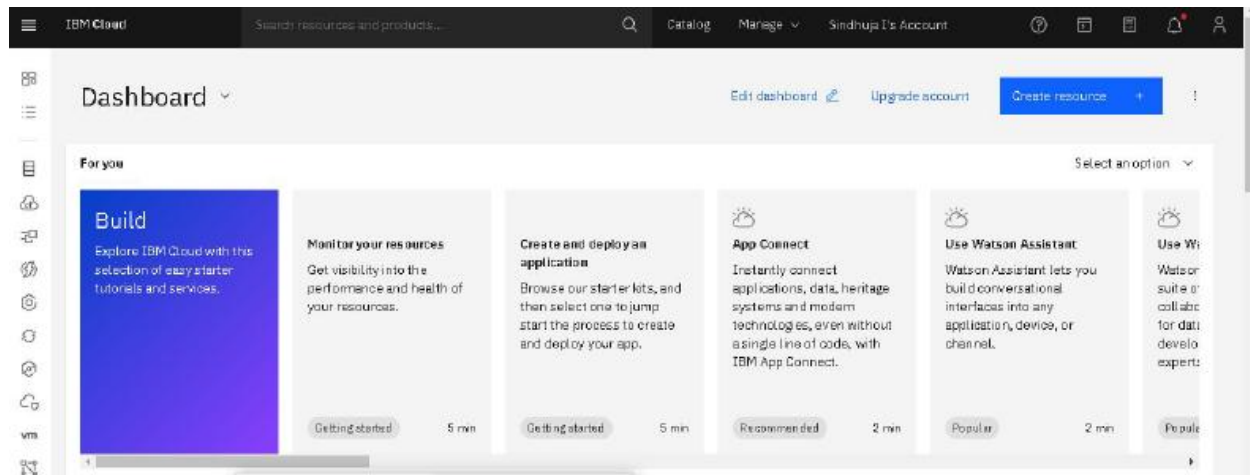 IBM Cloud
Search resources and products...
Catalog
Manage
Sindhuja I's Account
Dashboard
Edit dashboard
Upgrade account
Create resource +
For you
Select an option
Build
Explore IBM Cloud with this
selection of easy starter
tutorials and services.
Monitor your resources
Get visibility into the
performance and health of
your resources.
Getting started
5 min
Create and deploy an
application
Browse our starter kits, and
then select one to jump
start the process to create
and deploy your app.
Getting started
5 min
App Connect
Instantly connect
applications, data, heritage
systems and modern
technologies, even without
a single line of code, with
IBM App Connect.
Recommended
2 min
Use Watson Assistant
Watson Assistant lets you
build conversational
interfaces into any
application, device, or
channel.
Popular
2 min
Use
suite
for
vm